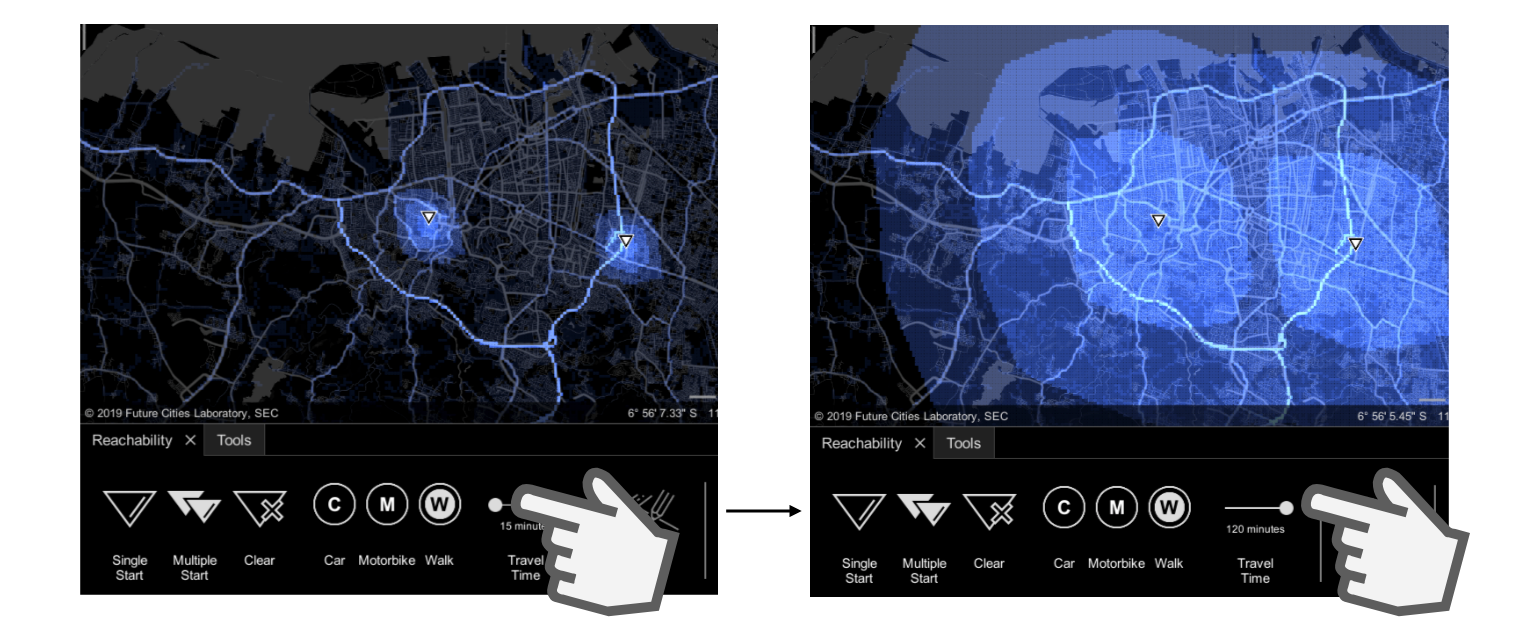 © 2019 Future Cities Laboratory, SEC
6° 56' 7.33" S 11
Reachability × Tools
C M W
15
Single Start
Multiple Start
Clear
Car
Motorbike
Walk
Travel Time
© 2019 Future Cities Laboratory, SEC
6° 56' 5.45" S 11
Reachability × Tools
C M W
120 minutes
Single Start
Multiple Start
Clear
Car
Motorbike
Walk
Travel Time